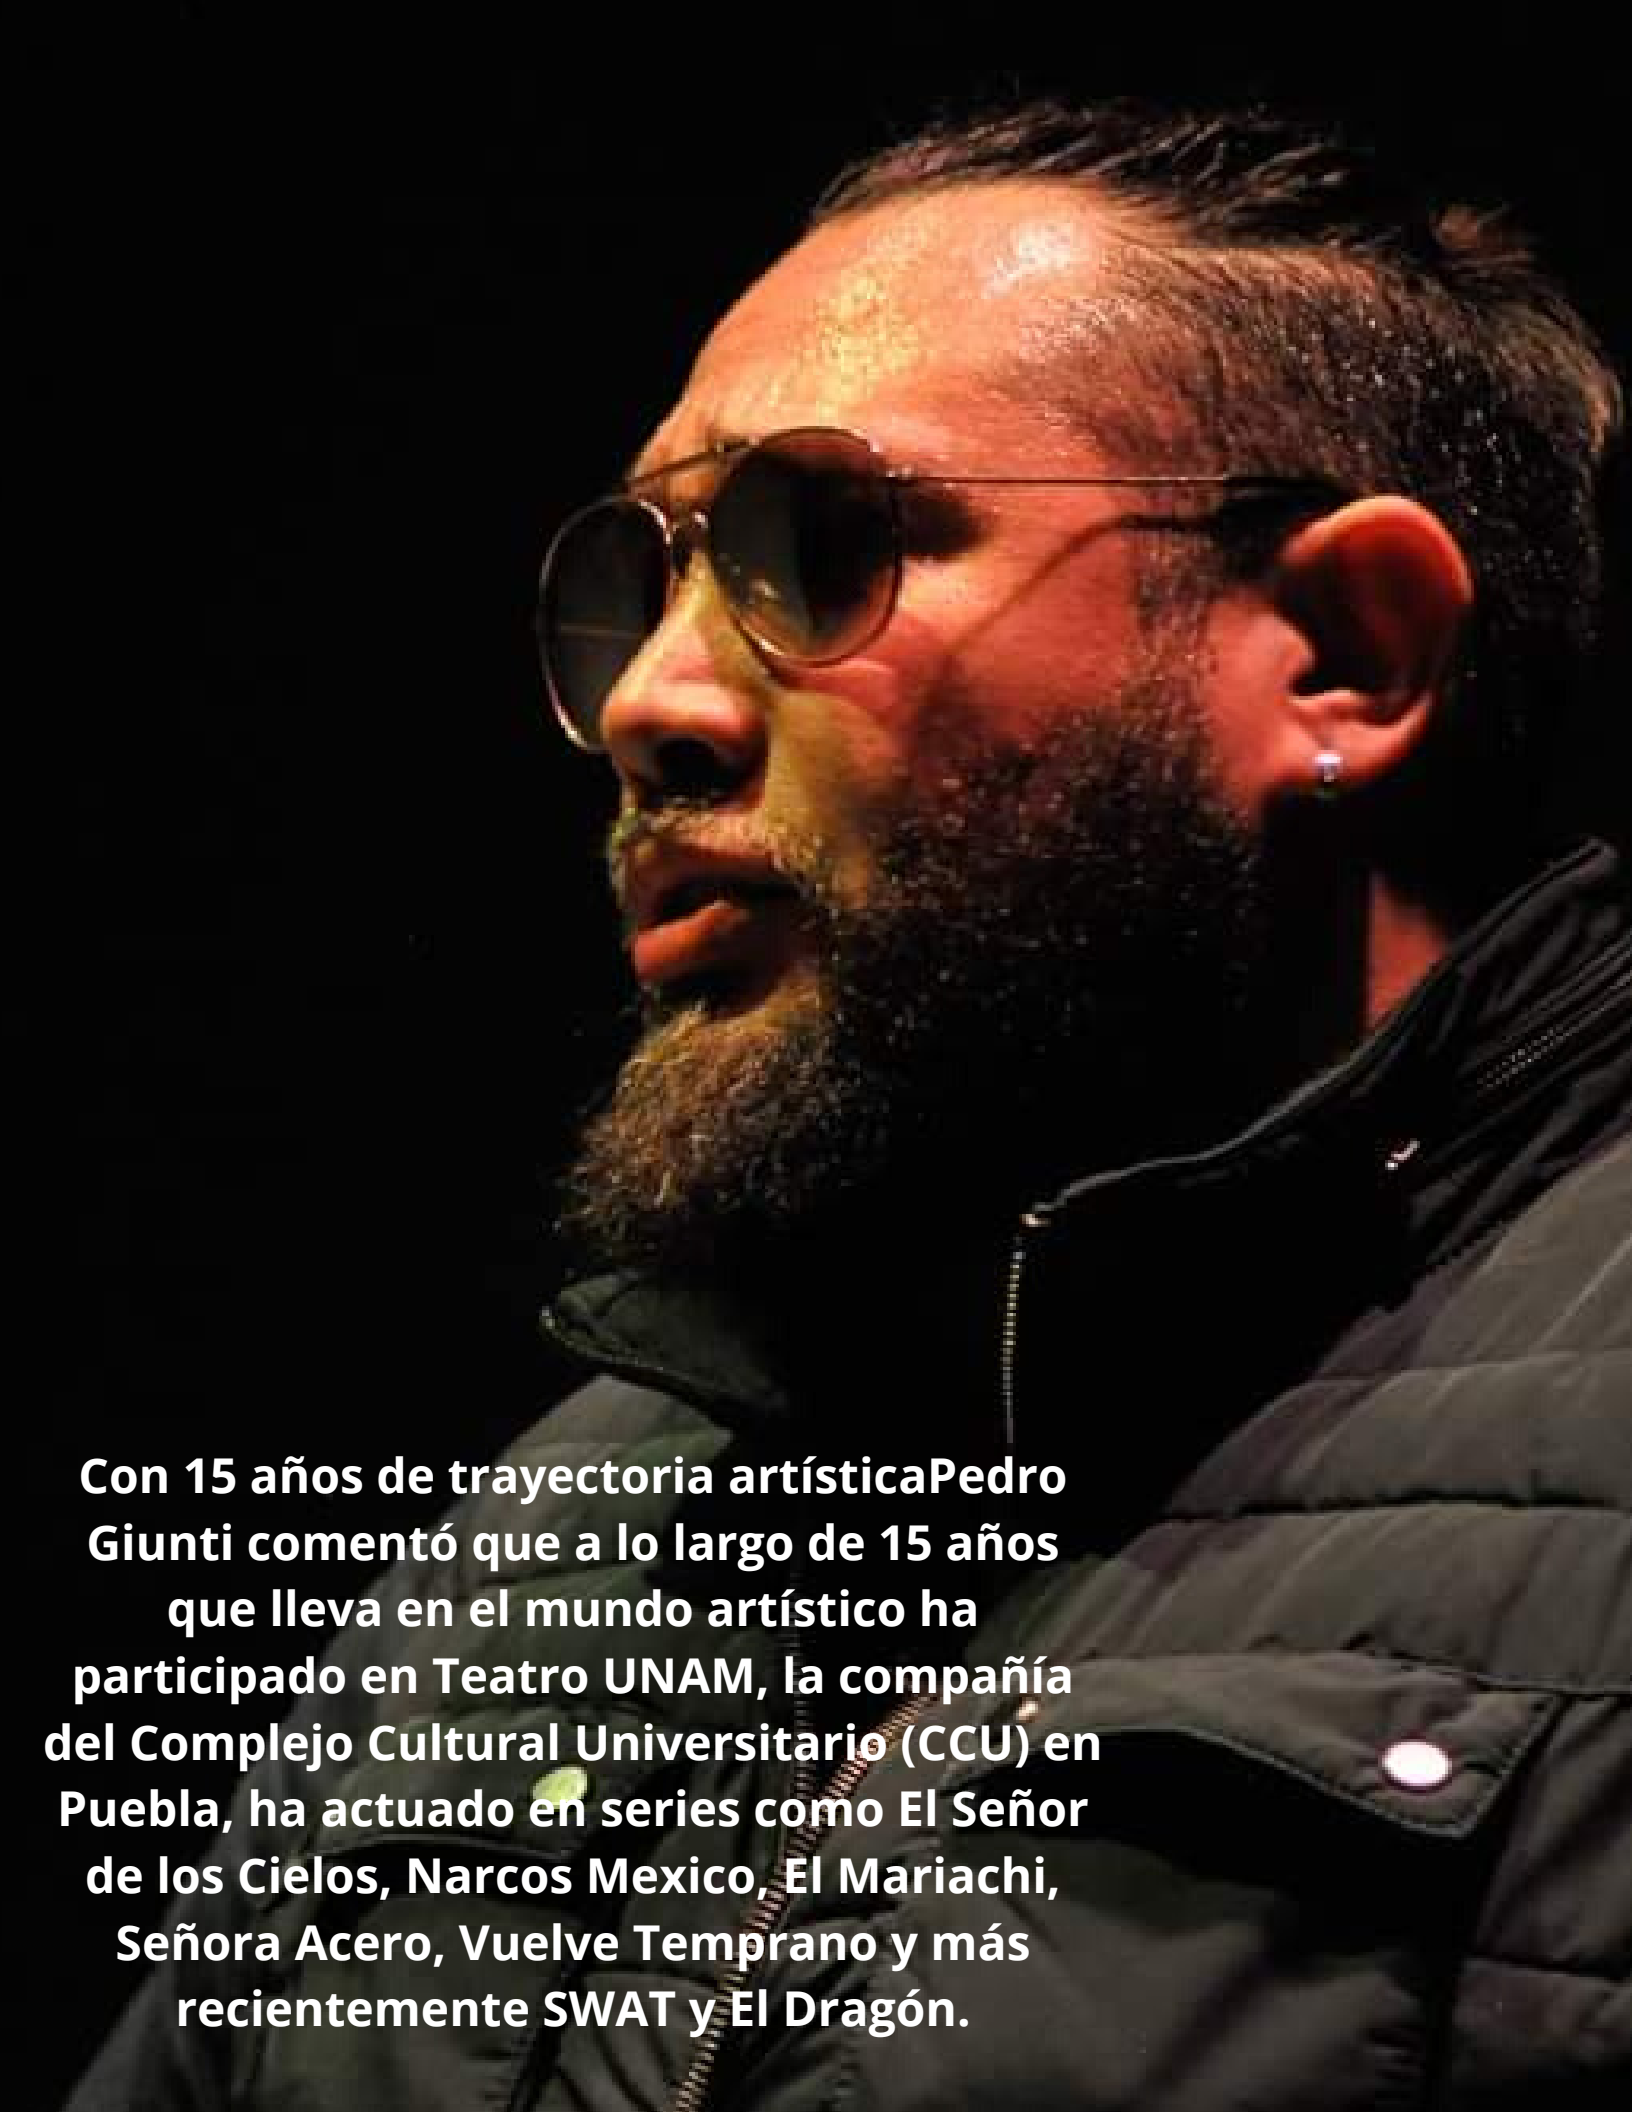 Con 15 años de trayectoria artísticaPedro
Giunti comentó que a lo largo de 15 años
que lleva en el mundo artístico ha
participado en Teatro UNAM, la compañía
del Complejo Cultural Universitario (CCU) en
Puebla, ha actuado en series como El Señor
de los Cielos, Narcos Mexico, El Mariachi,
Señora Acero, Vuelve Temprano y más
recientemente SWAT y El Dragón.